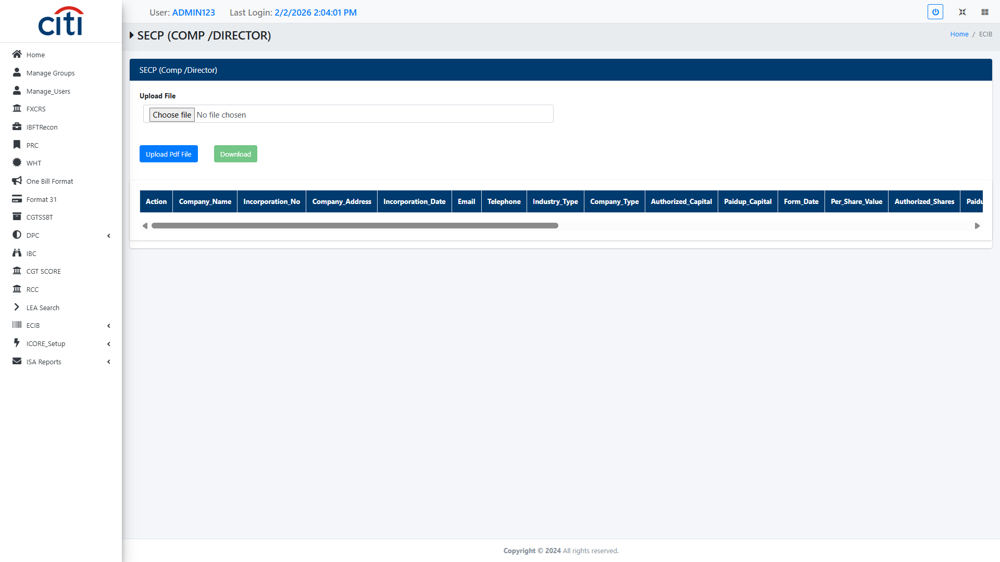 citi
User: ADMIN123 Last Login: 2/2/2026 2:04:01 PM
SECP (COMP /DIRECTOR)
Home / ECIB
Home
Manage Groups
Manage_Users
FXCRS
IBFTRecon
PRC
WHT
One Bill Format
Format 31
CGTSSBT
DPC
IBC
CGT SCORE
RCC
LEA Search
ECIB
ICORE_Setup
ISA Reports
SECP (Comp /Director)
Upload File
Choose file No file chosen
Upload Pdf File Download
Action Company_Name Incorporation_No Company_Address Incorporation_Date Email Telephone Industry_Type Company_Type Authorized_Capital Paidup_Capital Form_Date Per_Share_Value Authorized_Shares
Copyright © 2024 All rights reserved.